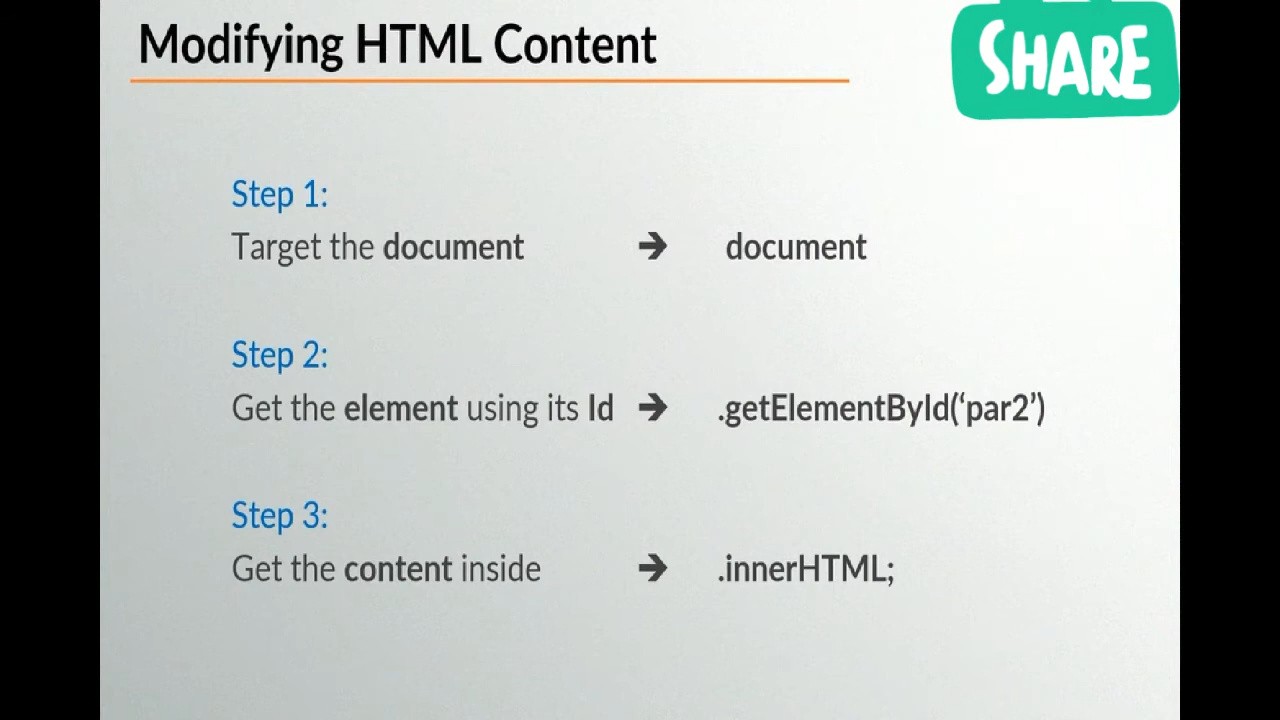 Modifying HTML Content
SHARE
Step 1:
Target the document ➔ document
Step 2:
Get the element using its Id ➔ .getElementById(‘par2’)
Step 3:
Get the content inside ➔ .innerHTML;